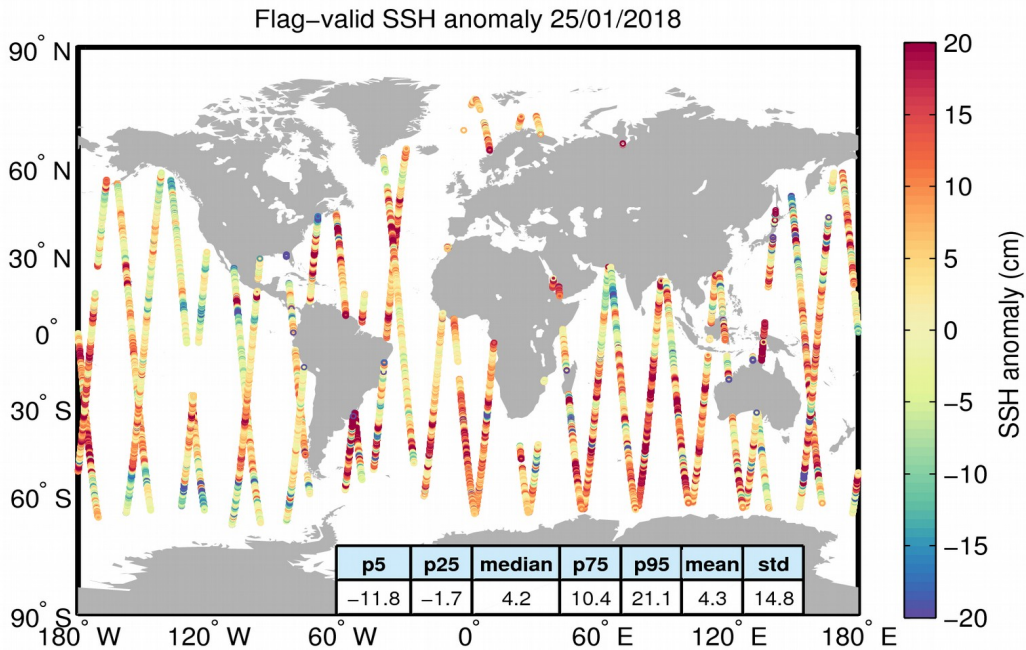 Flag−valid SSH anomaly 25/01/2018
90° N
60° N
30° N
0°
30° S
60° S
90° S
180° W
120° W
60° W
0°
60° E
120° E
180° E
p5 p25 median p75 p95 mean std
−11.8 −1.7 4.2 10.4 21.1 4.3 14.8
20
15
10
5
0
−5
−10
−15
−20
SSH anomaly (cm)